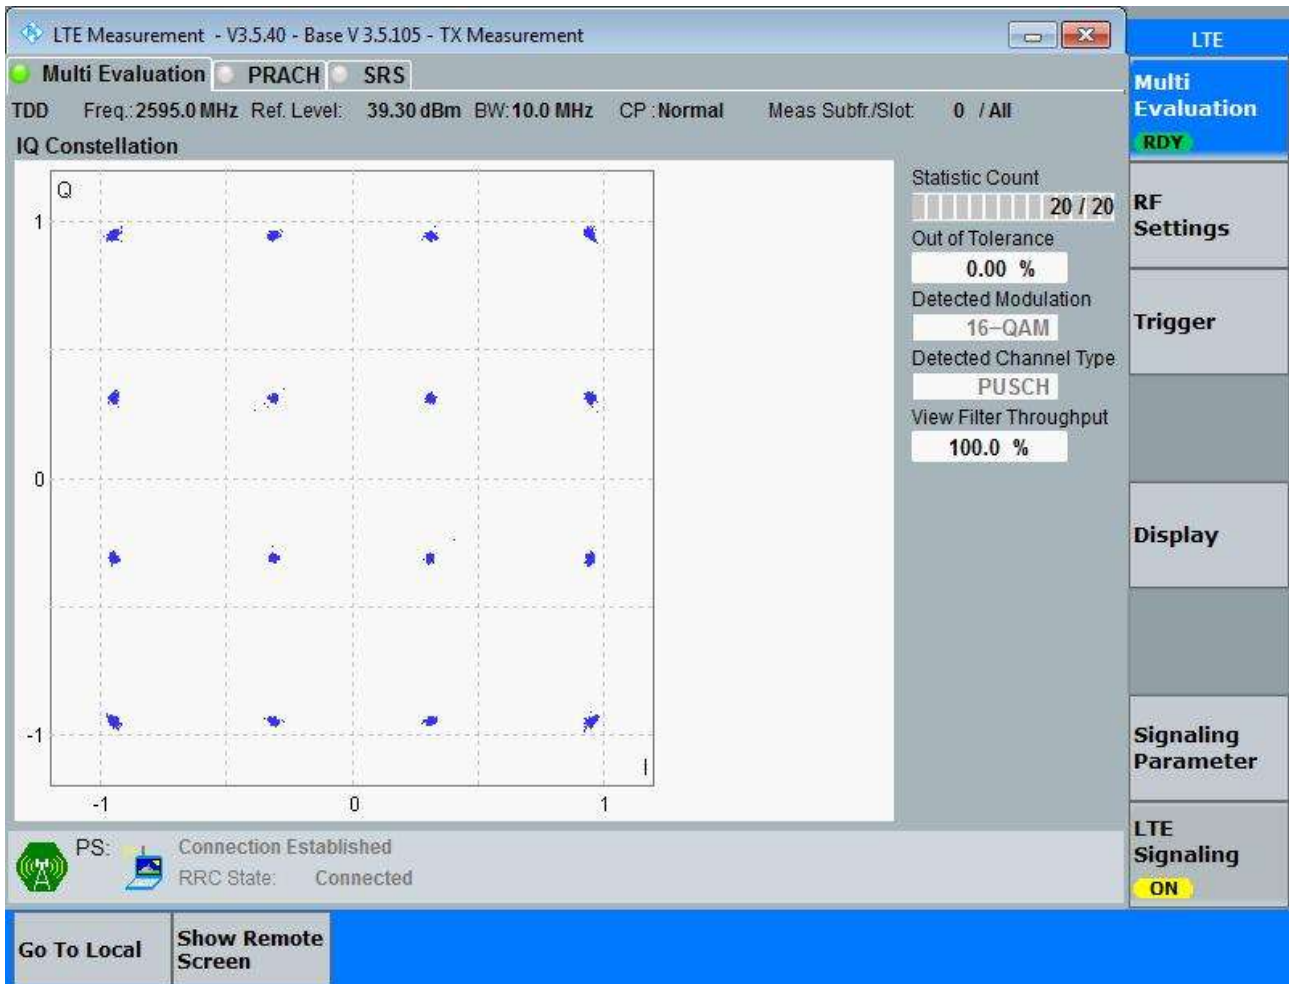 LTE Measurement - V3.5.40 - Base V 3.5.105 - TX Measurement
LTE
Multi Evaluation PRACH SRS
TDD Freq.: 2595.0 MHz Ref. Level: 39.30 dBm BW: 10.0 MHz CP : Normal Meas Subfr./Slot: 0 / All
IQ Constellation
Q
1
0
-1
I
-1 0 1
Statistic Count
20 / 20
Out of Tolerance
0.00 %
Detected Modulation
16-QAM
Detected Channel Type
PUSCH
View Filter Throughput
100.0 %
Multi
Evaluation
RDY
RF
Settings
Trigger
Display
Signaling
Parameter
LTE
Signaling
ON
PS: Connection Established
RRC State: Connected
Go To Local
Show Remote
Screen